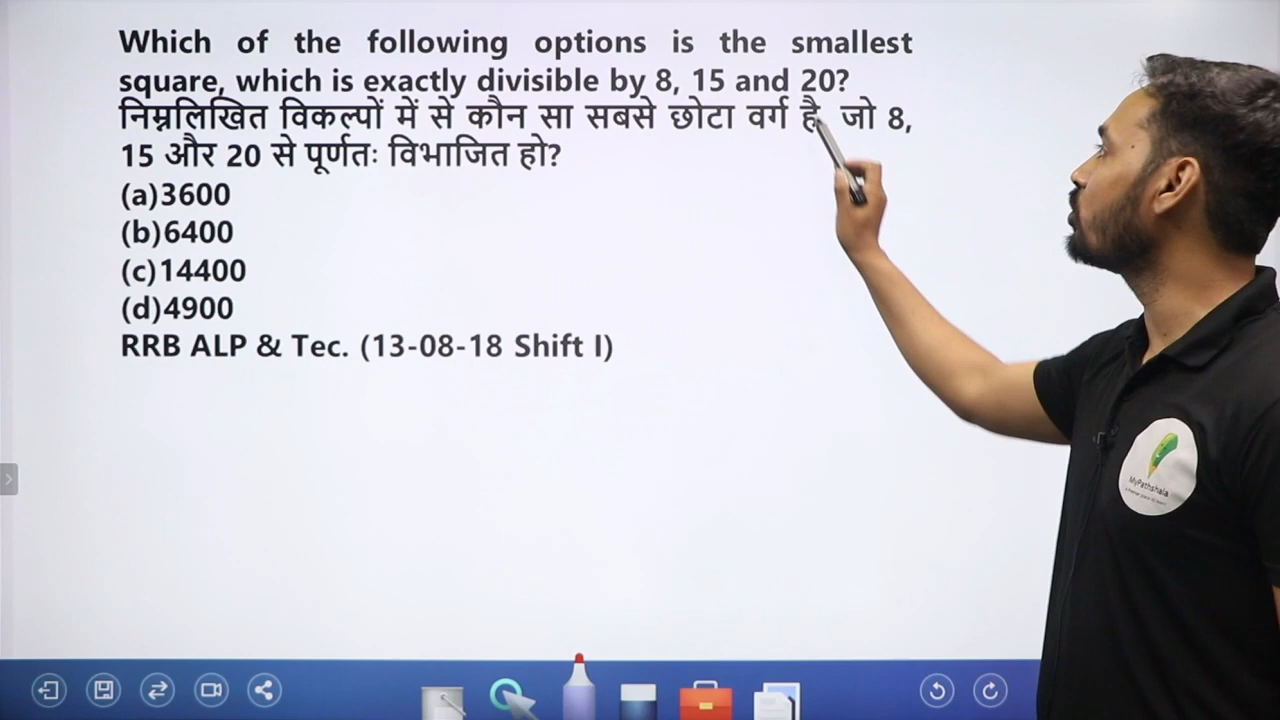 Which of the following options is the smallest
square, which is exactly divisible by 8, 15 and 20?
निम्नलिखित विकल्पों में से कौन सा सबसे छोटा वर्ग है, जो 8,
15 और 20 से पूर्णतः विभाजित हो?
(a)3600
(b)6400
(c)14400
(d)4900
RRB ALP & Tec. (13-08-18 Shift I)
MyPathshala